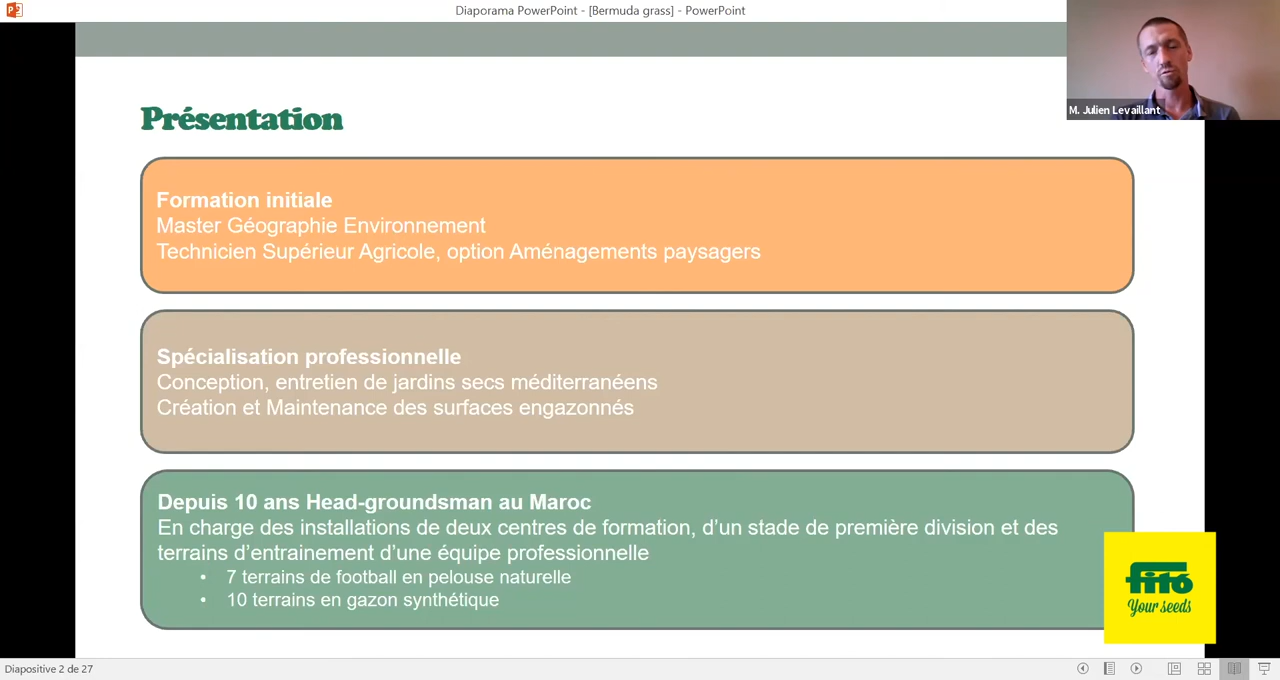 Diaporama PowerPoint - [Bermuda grass] - PowerPoint
M. Julien Levaillant
Présentation
Formation initiale
Master Géographie Environnement
Technicien Supérieur Agricole, option Aménagements paysagers
Spécialisation professionnelle
Conception, entretien de jardins secs méditerranéens
Création et Maintenance des surfaces engazonnés
Depuis 10 ans Head-groundsman au Maroc
En charge des installations de deux centres de formation, d’un stade de première division et des
terrains d’entrainement d’une équipe professionnelle
• 7 terrains de football en pelouse naturelle
• 10 terrains en gazon synthétique
fitó
Your seeds
Diapositive 2 de 27